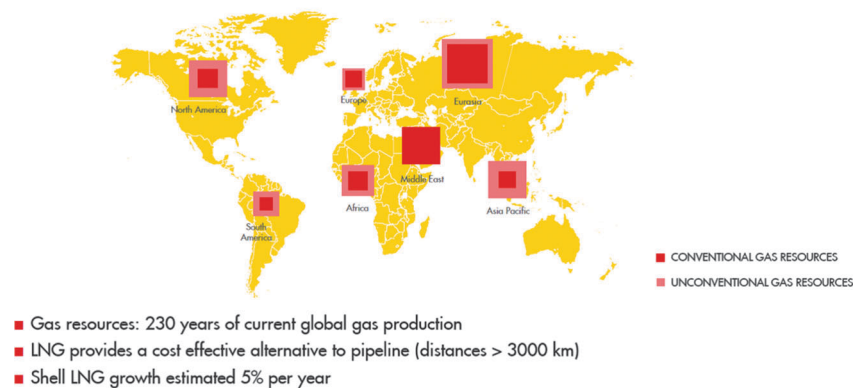 North America
Europe
Eurasia
Middle East
Africa
Asia Pacific
South
America
CONVENTIONAL GAS RESOURCES
UNCONVENTIONAL GAS RESOURCES
Gas resources: 230 years of current global gas production
LNG provides a cost effective alternative to pipeline (distances > 3000 km)
Shell LNG growth estimated 5% per year